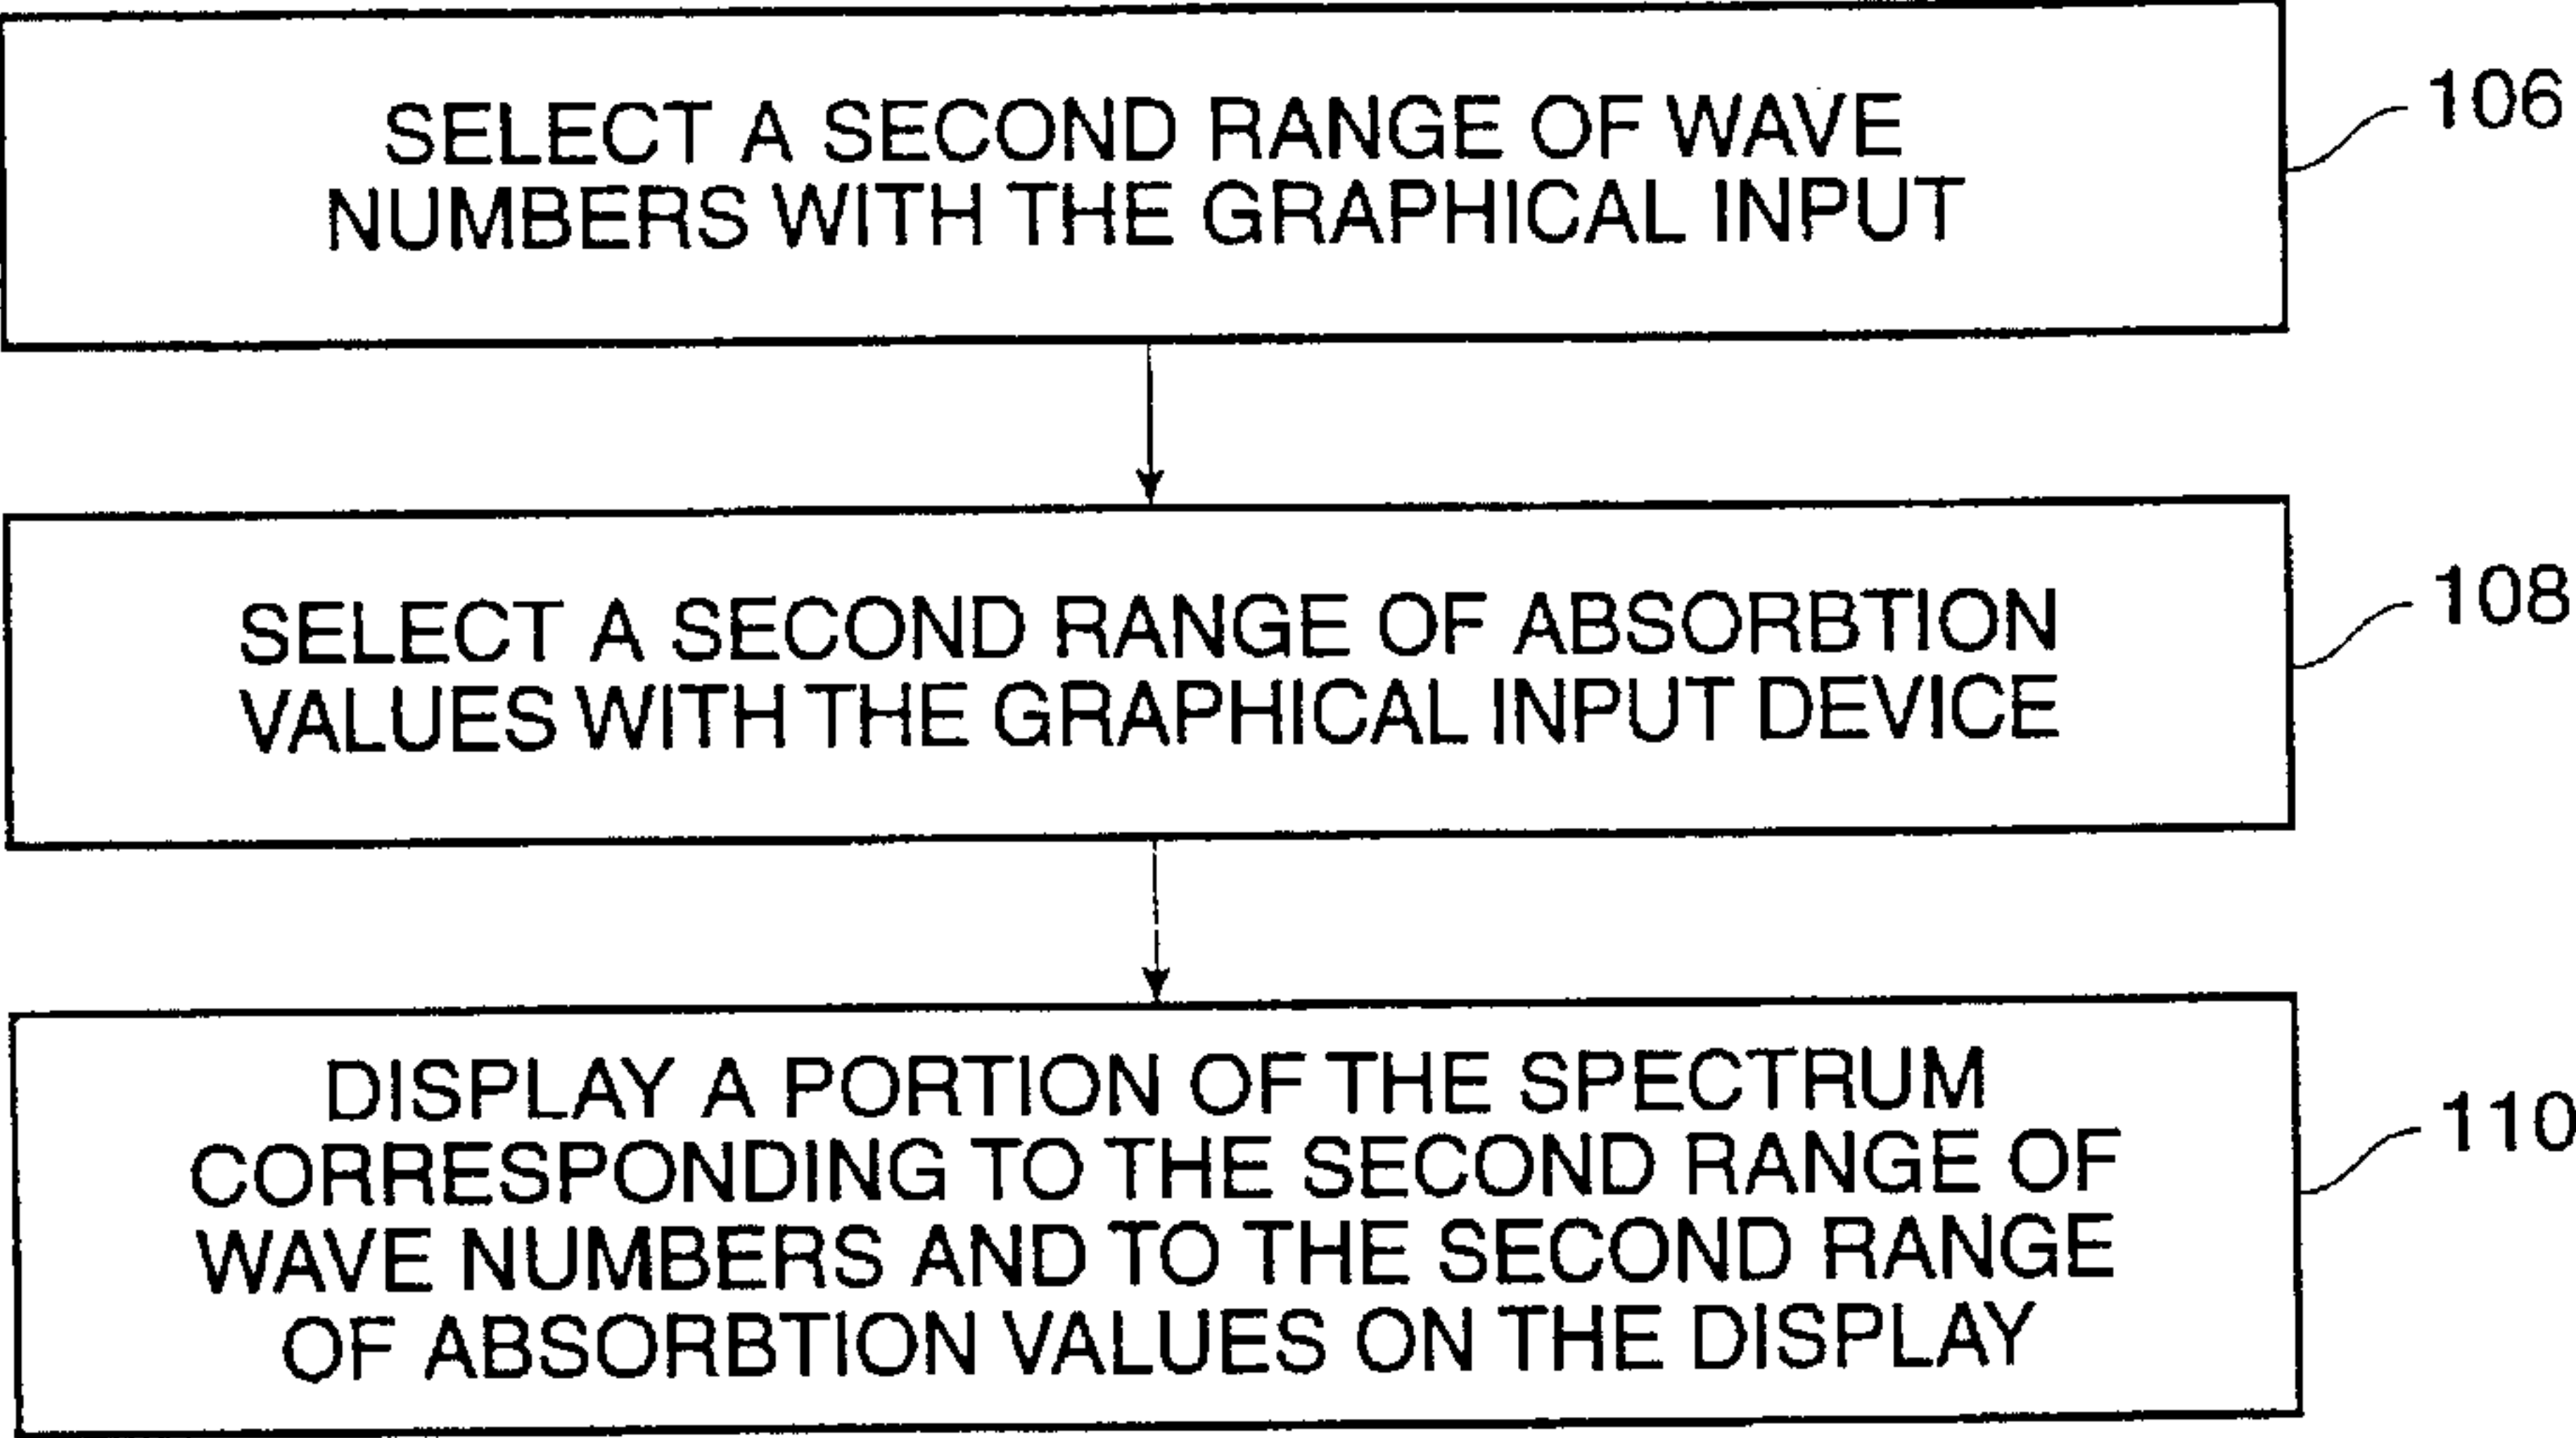 SELECT A SECOND RANGE OF WAVE
NUMBERS WITH THE GRAPHICAL INPUT
106
SELECT A SECOND RANGE OF ABSORBTION
VALUES WITH THE GRAPHICAL INPUT DEVICE
108
DISPLAY A PORTION OF THE SPECTRUM
CORRESPONDING TO THE SECOND RANGE OF
WAVE NUMBERS AND TO THE SECOND RANGE
OF ABSORBTION VALUES ON THE DISPLAY
110